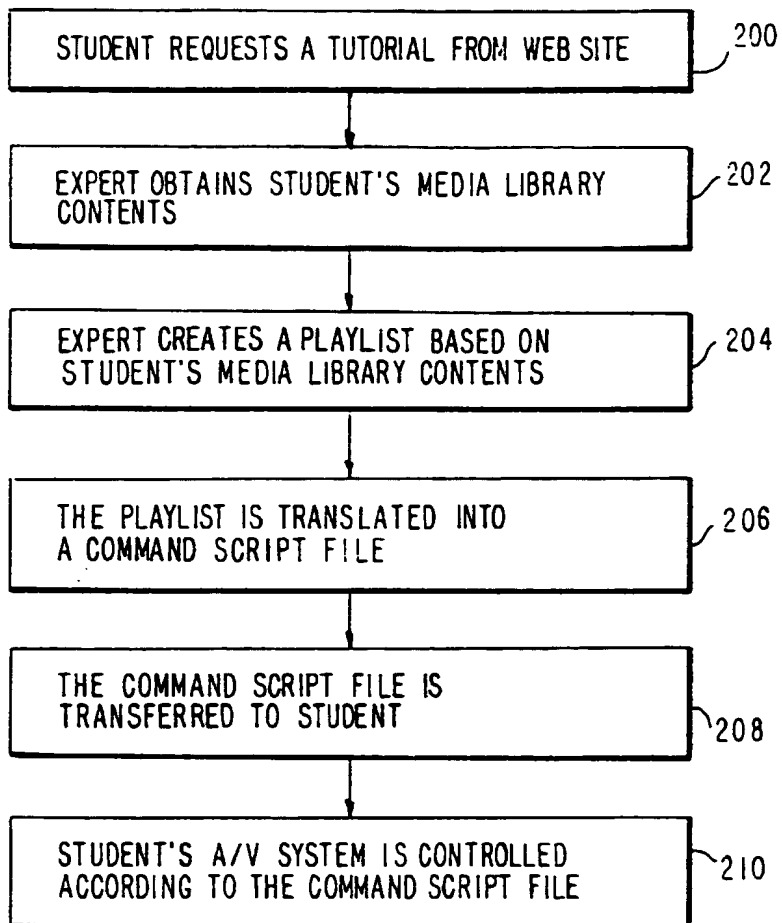 STUDENT REQUESTS A TUTORIAL FROM WEB SITE
200
EXPERT OBTAINS STUDENT'S MEDIA LIBRARY
CONTENTS
202
EXPERT CREATES A PLAYLIST BASED ON
STUDENT'S MEDIA LIBRARY CONTENTS
204
THE PLAYLIST IS TRANSLATED INTO
A COMMAND SCRIPT FILE
206
THE COMMAND SCRIPT FILE IS
TRANSFERRED TO STUDENT
208
STUDENT'S A/V SYSTEM IS CONTROLLED
ACCORDING TO THE COMMAND SCRIPT FILE
210